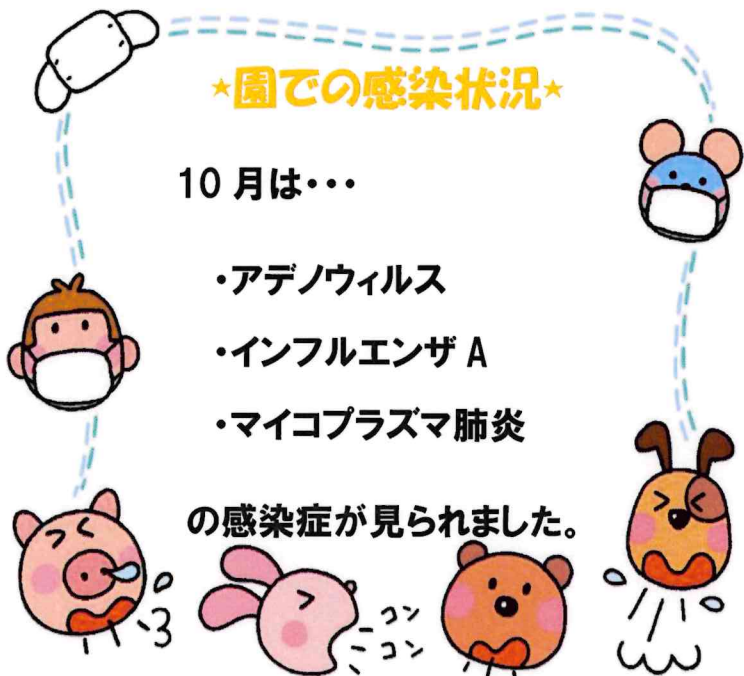 ★園での感染状況★
10月は・・・
・アデノウィルス
・インフルエンザA
・マイコプラズマ肺炎
の感染症が見られました。
コン
コン